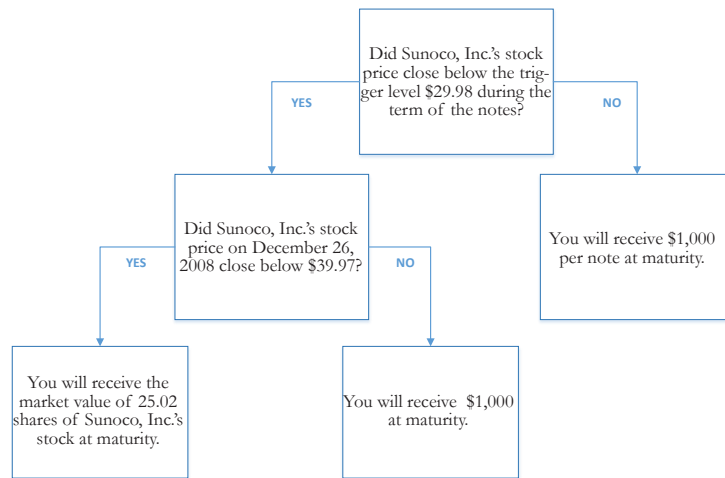 Did Sunoco, Inc.'s stock
price close below the trig-
ger level $29.98 during the
term of the notes?
YES
NO
Did Sunoco, Inc.'s stock
price on December 26,
2008 close below $39.97?
You will receive $1,000
per note at maturity.
YES
NO
You will receive the
market value of 25.02
shares of Sunoco, Inc.'s
stock at maturity.
You will receive  $1,000
at maturity.